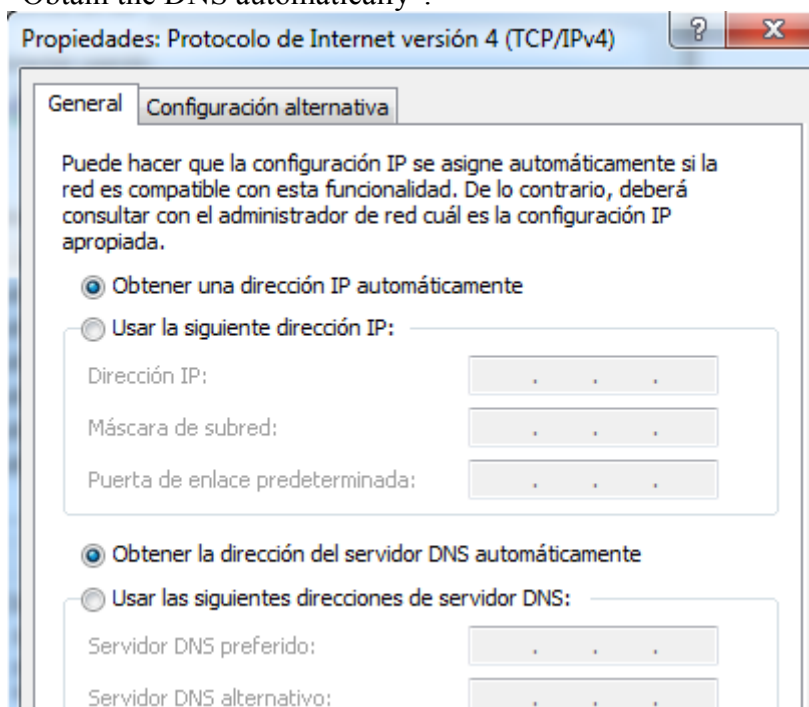 Obtain the DNS automatically".
Propiedades: Protocolo de Internet versión 4 (TCP/IPv4)
General
Configuración alternativa
Puede hacer que la configuración IP se asigne automáticamente si la
red es compatible con esta funcionalidad. De lo contrario, deberá
consultar con el administrador de red cuál es la configuración IP
apropiada.
Obtener una dirección IP automáticamente
Usar la siguiente dirección IP:
Dirección IP:
Máscara de subred:
Puerta de enlace predeterminada:
Obtener la dirección del servidor DNS automáticamente
Usar las siguientes direcciones de servidor DNS:
Servidor DNS preferido:
Servidor DNS alternativo: